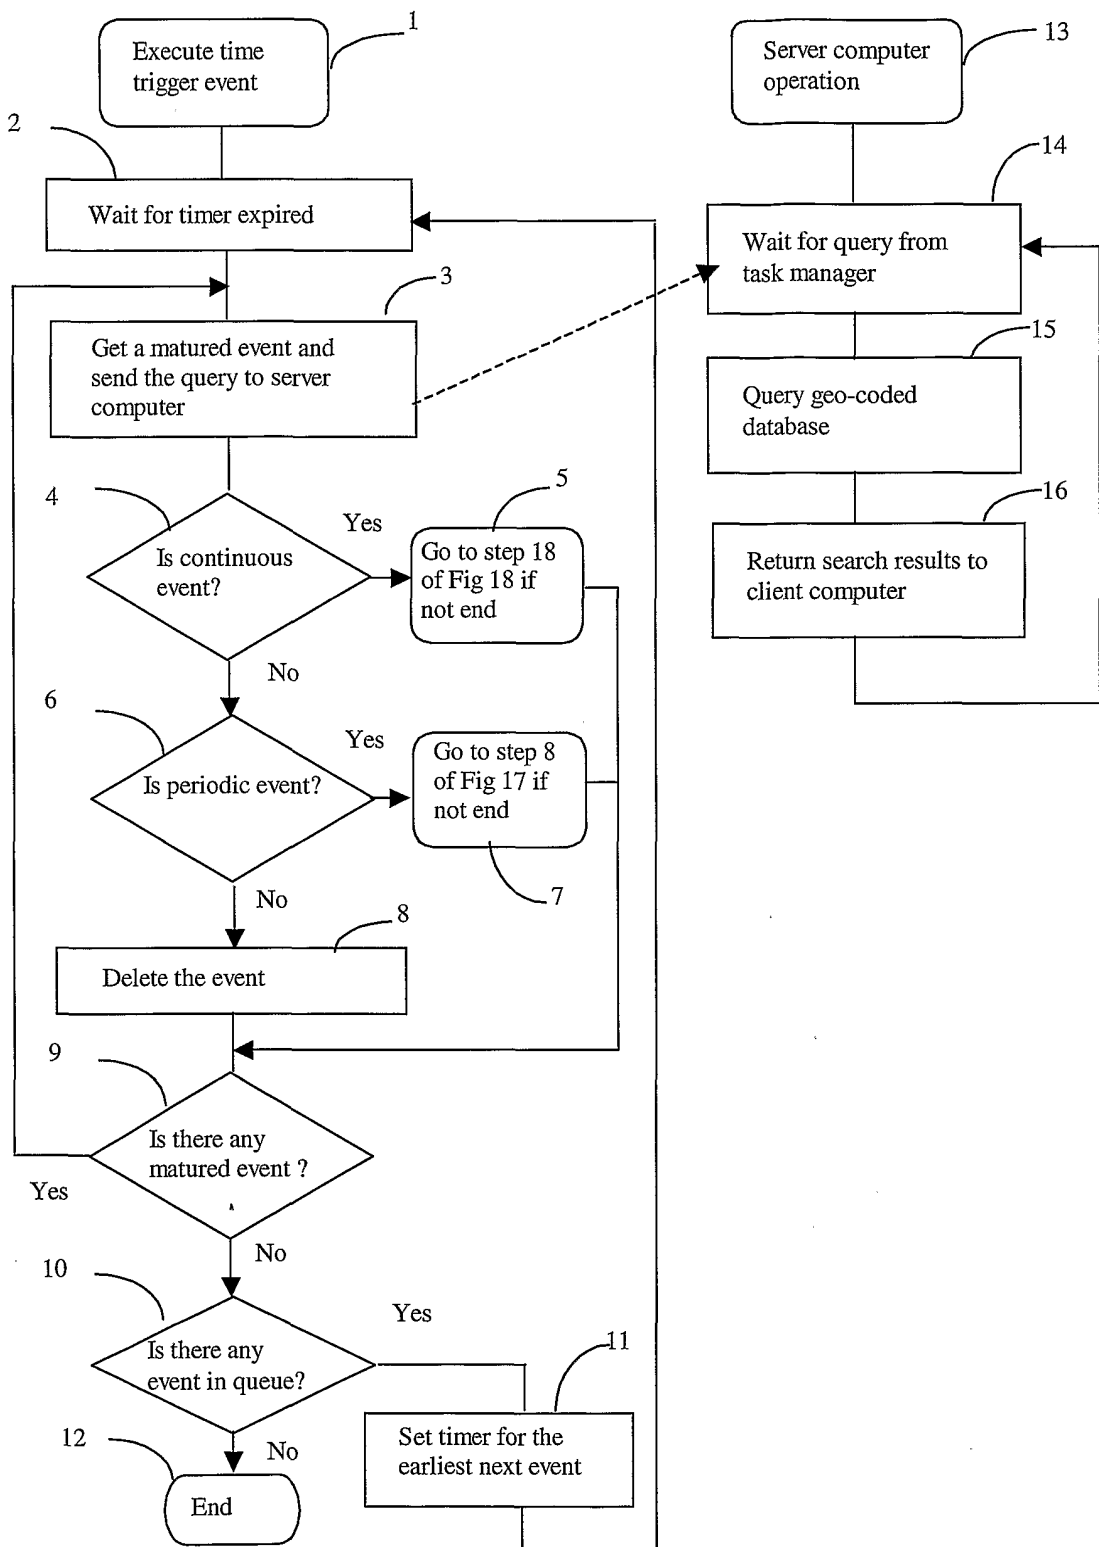 1
Execute time
trigger event
2
Wait for timer expired
3
Get a matured event and
send the query to server
computer
4
Is continuous
event?
Yes
5
Go to step 18
of Fig 18 if
not end
No
6
Is periodic event?
Yes
Go to step 8
of Fig 17 if
not end
7
No
8
Delete the event
9
Is there any
matured event ?
Yes
No
10
Is there any
event in queue?
Yes
11
Set timer for the
earliest next event
No
12
End
13
Server computer
operation
14
Wait for query from
task manager
15
Query geo-coded
database
16
Return search results to
client computer